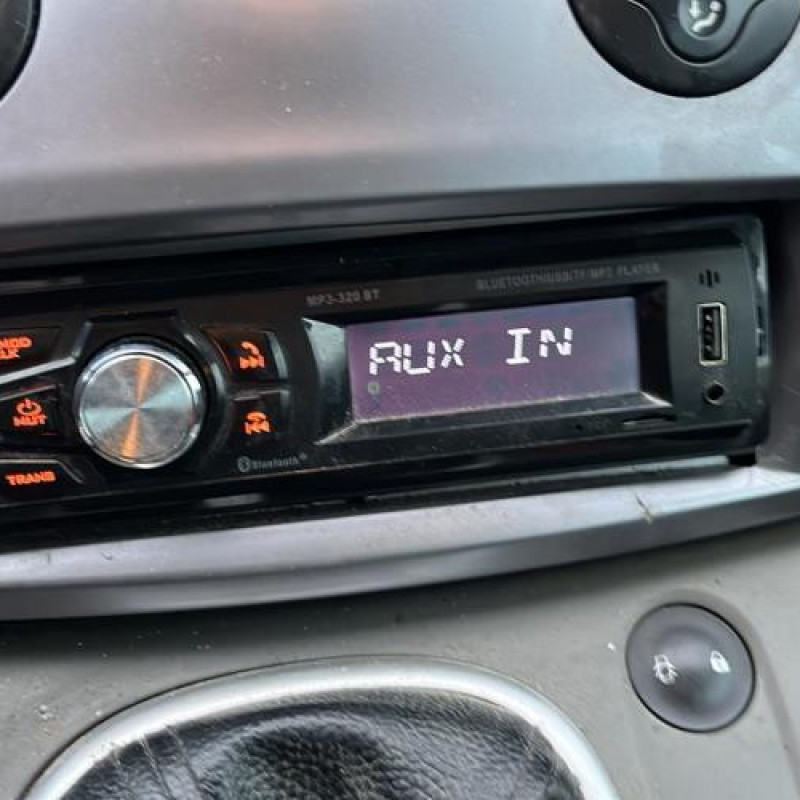 MP3-320 BT
BLUETOOTH/USB/TF/MP3 PLAYER
AUX IN
MUT
Bluetooth
TRANS